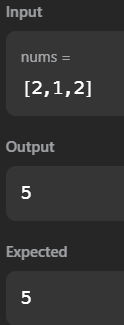 Input
nums =
[2,1,2]
Output
5
Expected
5